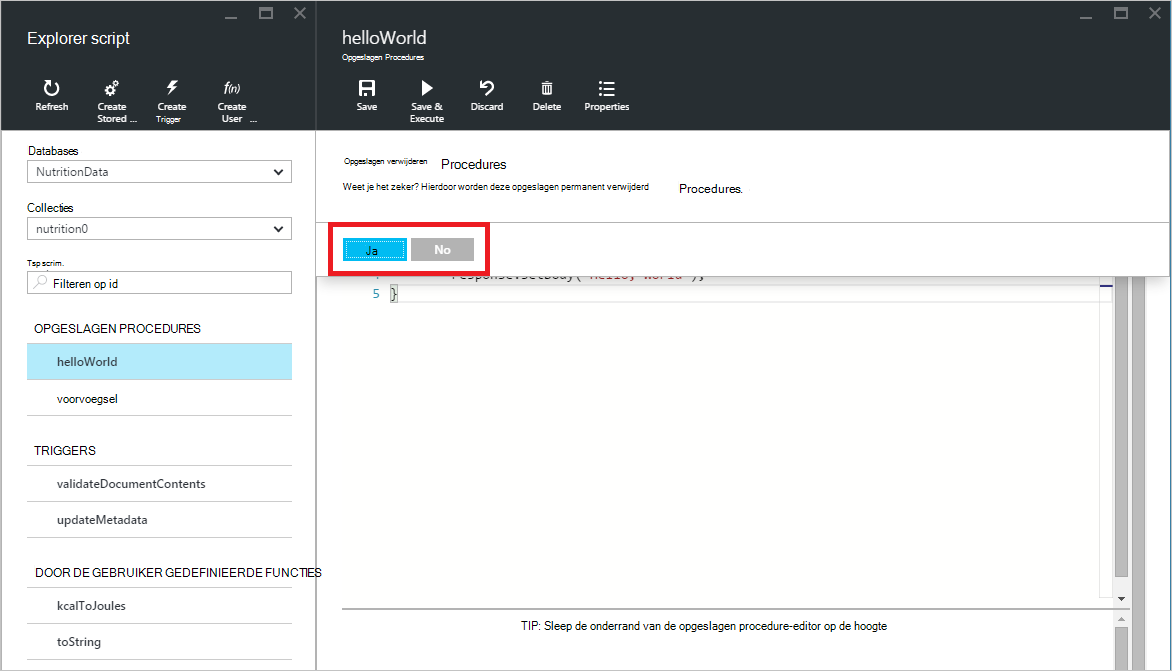 Explorer script
Refresh
Create
Stored ...
Create
Trigger
f(n)
Create
User ...
Databases
NutritionData
Collecties
nutrition0
Tsp scrim.
Filteren op id
OPGESLAGEN PROCEDURES
helloWorld
voorvoegsel
TRIGGERS
validateDocumentContents
updateMetadata
DOOR DE GEBRUIKER GEDEFINIEERDE FUNCTIES
kcalToJoules
toString
helloWorld
Opgeslagen Procedures
Save
Save &
Execute
Discard
Delete
Properties
Opgeslagen verwijderen Procedures
Weet je het zeker? Hierdoor worden deze opgeslagen permanent verwijderd Procedures.
Ja No
5 }
TIP: Sleep de onderrand van de opgeslagen procedure-editor op de hoogte